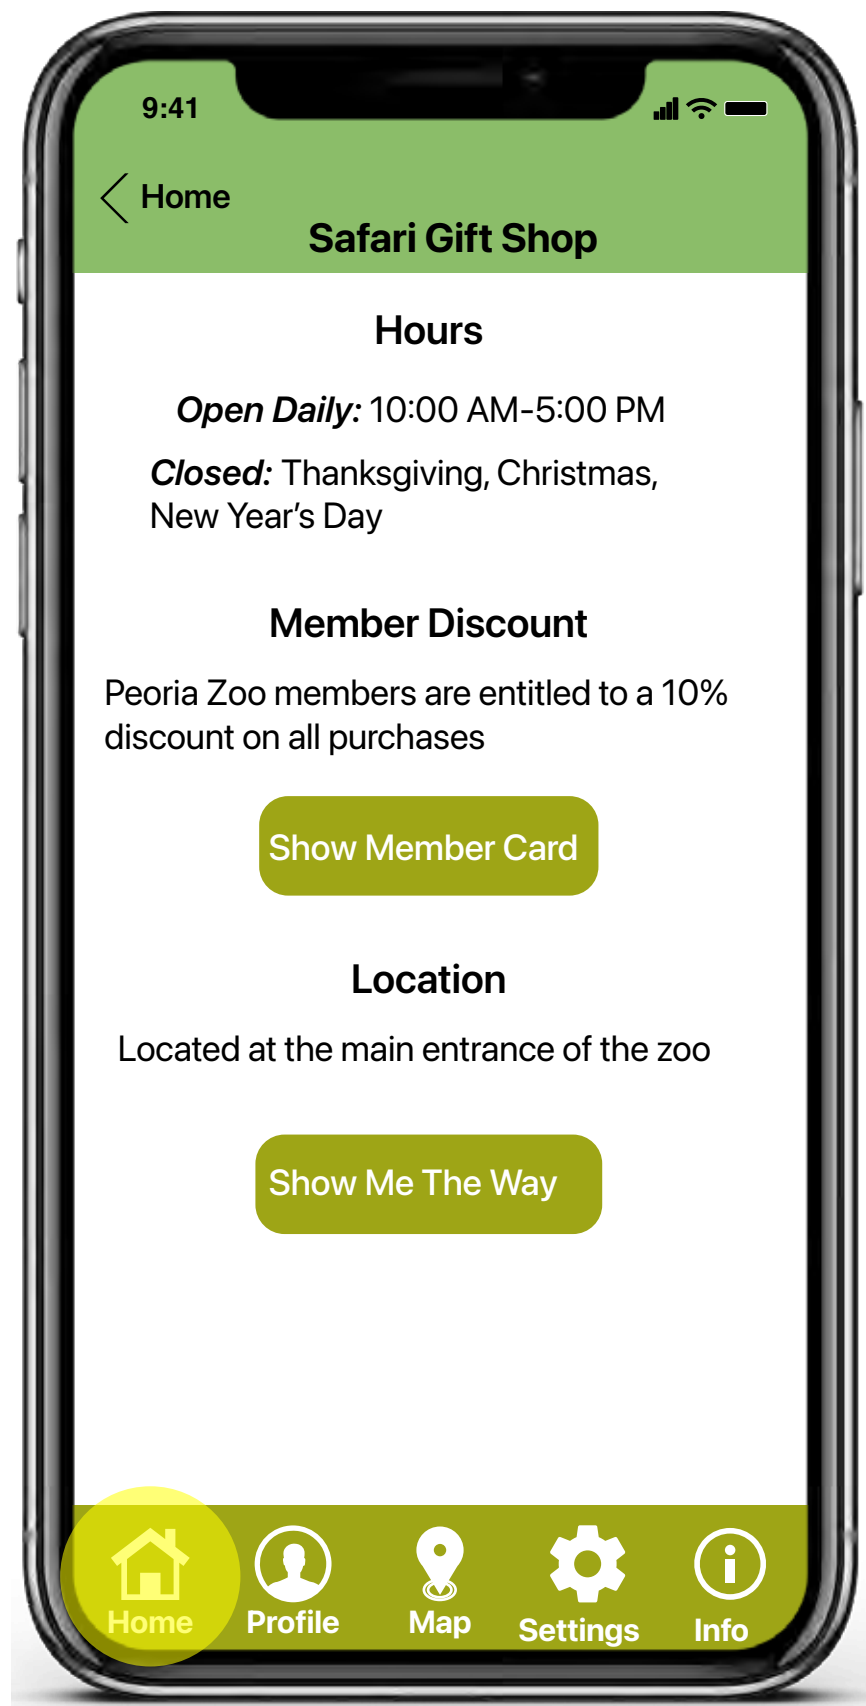 9:41
Home
Safari Gift Shop
Hours
Open Daily: 10:00 AM-5:00 PM
Closed: Thanksgiving, Christmas,
New Year’s Day
Member Discount
Peoria Zoo members are entitled to a 10%
discount on all purchases
Show Member Card
Location
Located at the main entrance of the zoo
Show Me The Way
Home Profile Map Settings Info